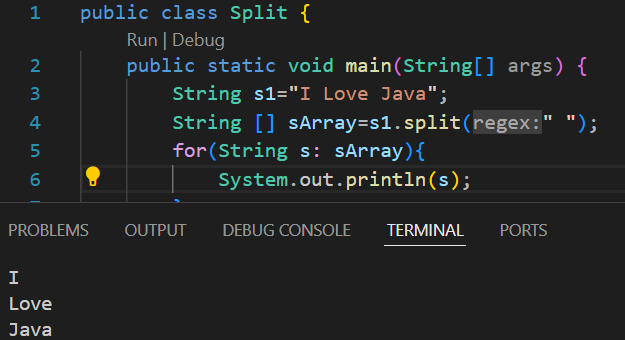 1 public class Split {
Run | Debug
2 public static void main(String[] args) {
3 String s1="I Love Java";
4 String [] sArray=s1.split(regex:" ");
5 for(String s: sArray){
6 System.out.println(s);
PROBLEMS OUTPUT DEBUG CONSOLE TERMINAL PORTS
I
Love
Java